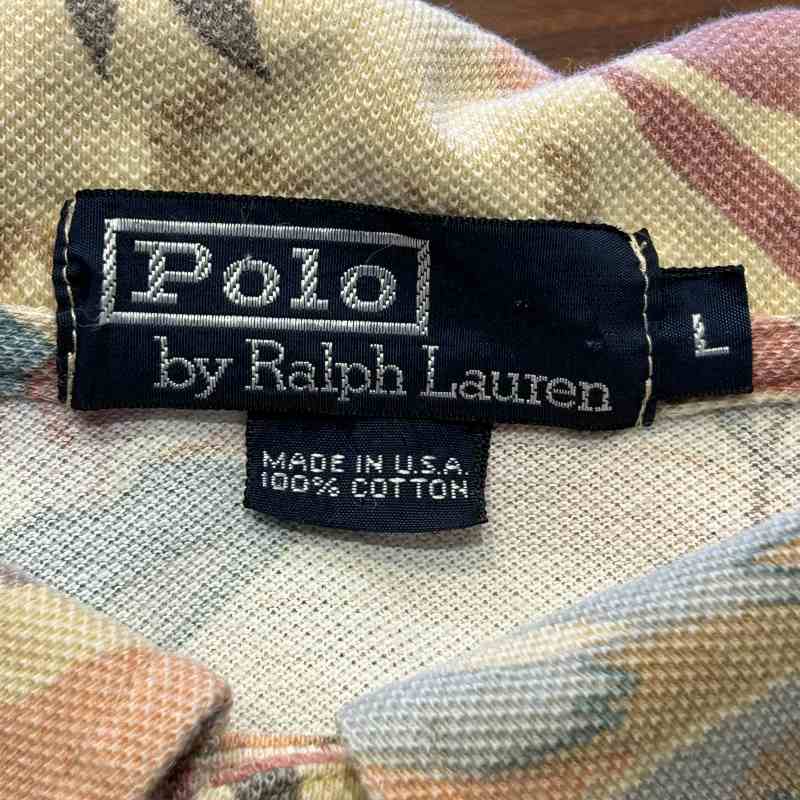 Polo
by Ralph Lauren
L
MADE IN U.S.A.
100% COTTON